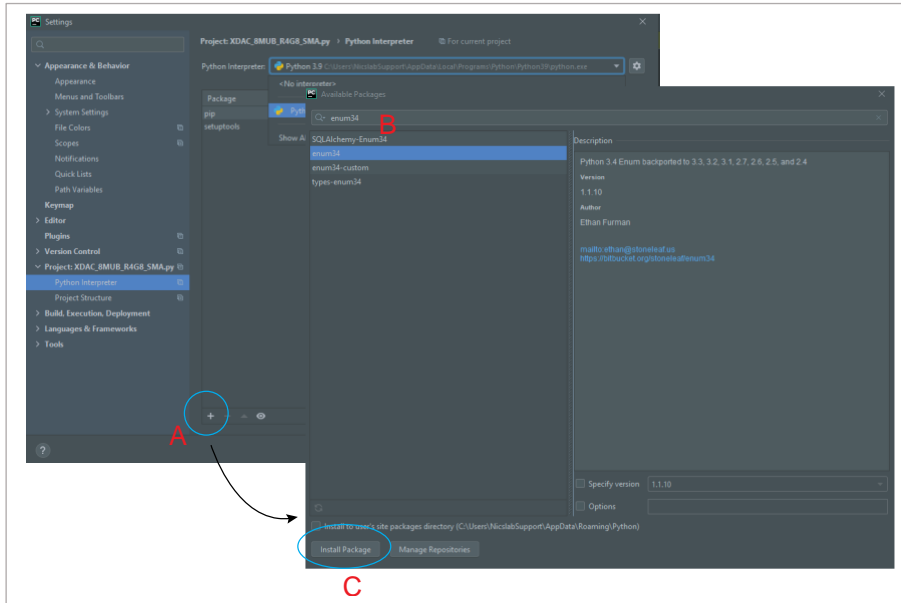 PC Settings
Project: XDAC_8MUB_R4G8_SMA.py > Python Interpreter For current project
Python Interpreter: Python 3.9 C:\Users\NicslabSupport\AppData\Local\Programs\Python\Python39\python.exe
<No interpreter>
Pyth
Show Al
Package
pip
setuptools
Appearance & Behavior
Appearance
Menus and Toolbars
System Settings
File Colors
Scopes
Notifications
Quick Lists
Path Variables
Keymap
Editor
Plugins
Version Control
Project: XDAC_8MUB_R4G8_SMA.py
Python Interpreter
Project Structure
Build, Execution, Deployment
Languages & Frameworks
Tools
?
A
PC Available Packages
enum34
B
SQLAlchemy-Enum34
enum34
enum34-custom
types-enum34
Description
Python 3.4 Enum backported to 3.3, 3.2, 3.1, 2.7, 2.6, 2.5, and 2.4
Version
1.1.10
Author
Ethan Furman
mailto:ethan@stoneleaf.us
https://bitbucket.org/stoneleaf/enum34
Specify version 1.1.10
Options
Install to user's site packages directory (C:\Users\NicslabSupport\AppData\Roaming\Python)
Install Package Manage Repositories
C